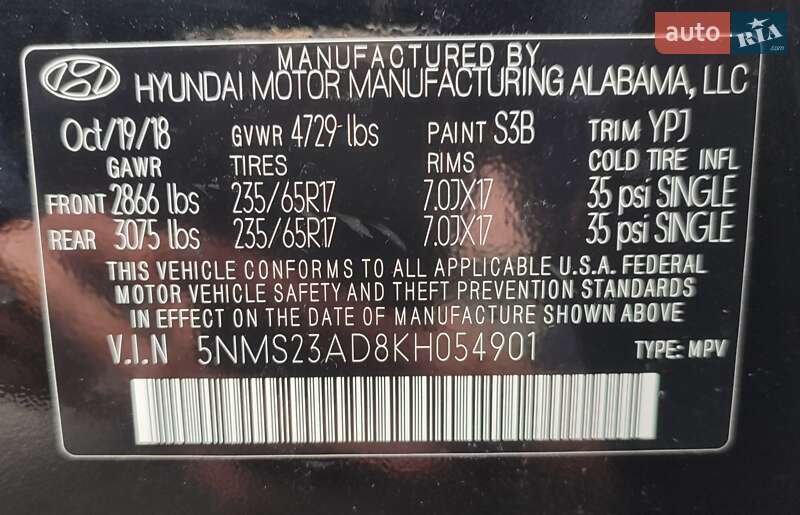 auto RIA.com
MANUFACTURED BY
HYUNDAI MOTOR MANUFACTURING ALABAMA, LLC
Oct/19/18 GVWR 4729 lbs PAINT S3B TRIM YPJ
GAWR TIRES RIMS COLD TIRE INFL
FRONT 2866 lbs 235/65R17 7.0JX17 35 psi SINGLE
REAR 3075 lbs 235/65R17 7.0JX17 35 psi SINGLE
THIS VEHICLE CONFORMS TO ALL APPLICABLE U.S.A. FEDERAL
MOTOR VEHICLE SAFETY AND THEFT PREVENTION STANDARDS
IN EFFECT ON THE DATE OF MANUFACTURE SHOWN ABOVE.
V.I.N 5NMS23AD8KH054901 TYPE: MPV